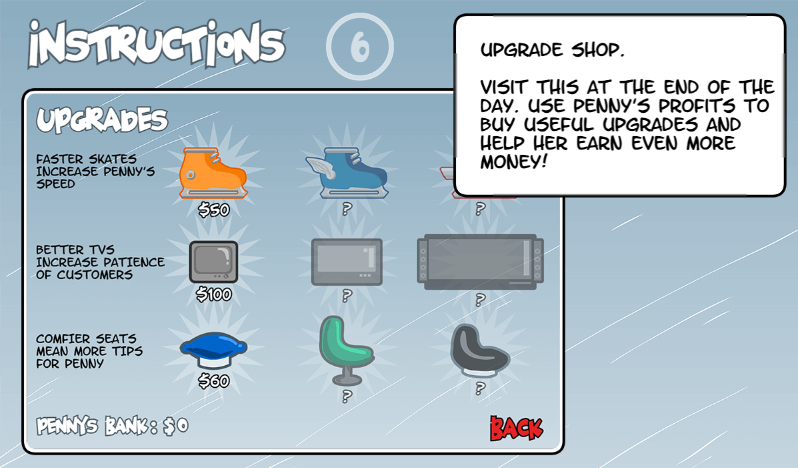 INSTRUCTIONS
6
UPGRADE SHOP.
VISIT THIS AT THE END OF THE
DAY. USE PENNY'S PROFITS TO
BUY USEFUL UPGRADES AND
HELP HER EARN EVEN MORE
MONEY!
UPGRADES
FASTER SKATES
INCREASE PENNY'S
SPEED
$50
?
?
BETTER TVS
INCREASE PATIENCE
OF CUSTOMERS
$100
?
?
COMFIER SEATS
MEAN MORE TIPS
FOR PENNY
$60
?
?
PENNYS BANK: $0
BACK